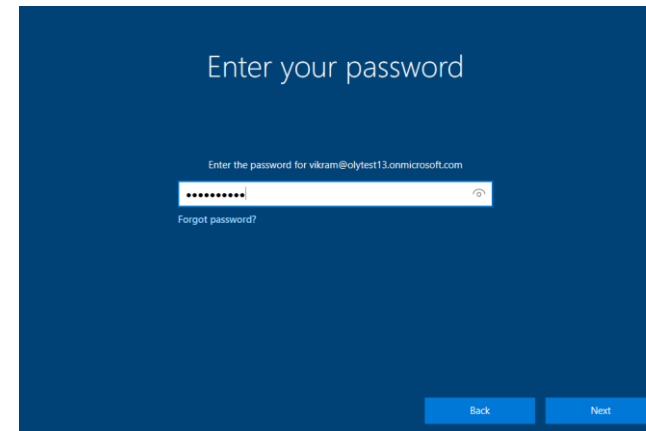 Enter your password
Enter the password for vikram@olytest13.onmicrosoft.com
••••••••••
Forgot password?
Back
Next